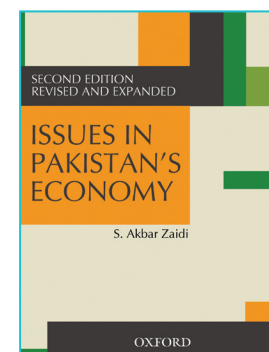 SECOND EDITION
REVISED AND EXPANDED
ISSUES IN
PAKISTAN'S
ECONOMY
S. Akbar Zaidi
OXFORD